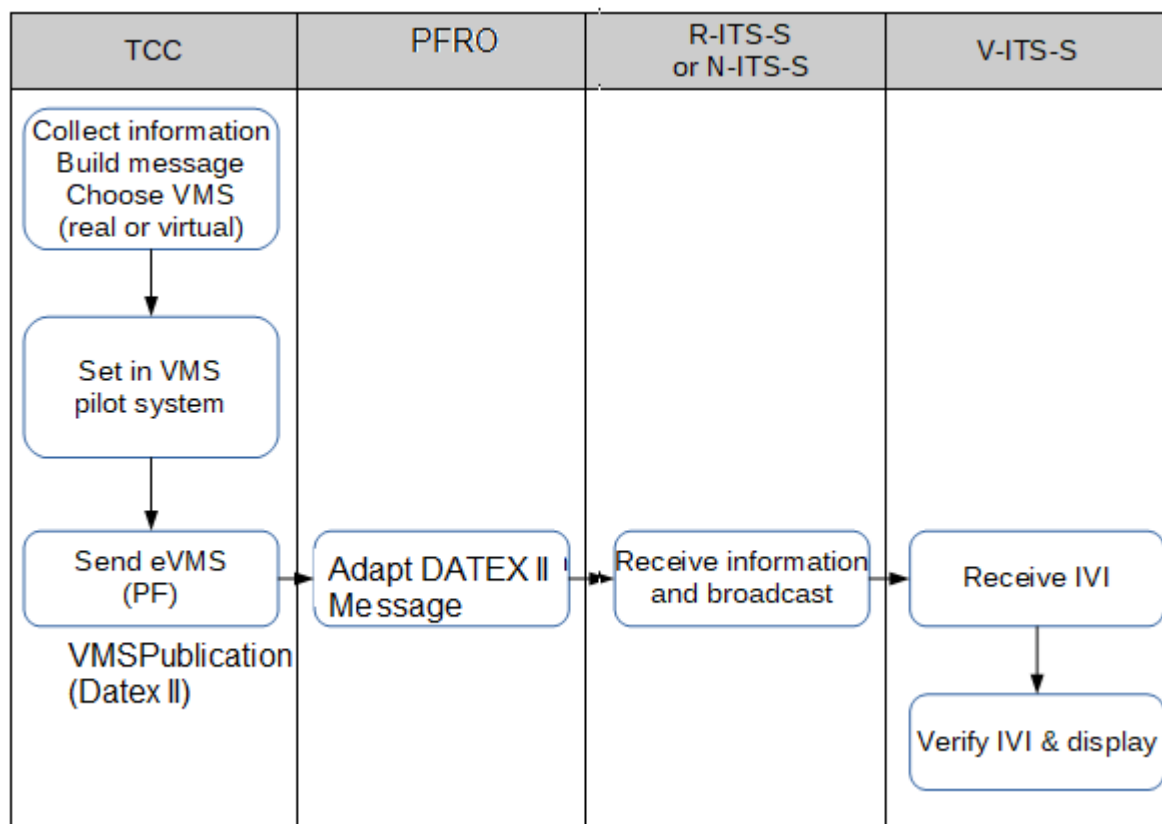 TCC
PFRO
R-ITS-S
or N-ITS-S
V-ITS-S
Collect information
Build message
Choose VMS
(real or virtual)
Set in VMS
pilot system
Send eVMS
(PF)
VMSPublication
(Datex II)
Adapt DATEX II
Message
Receive information
and broadcast
Receive IVI
Verify IVI & display